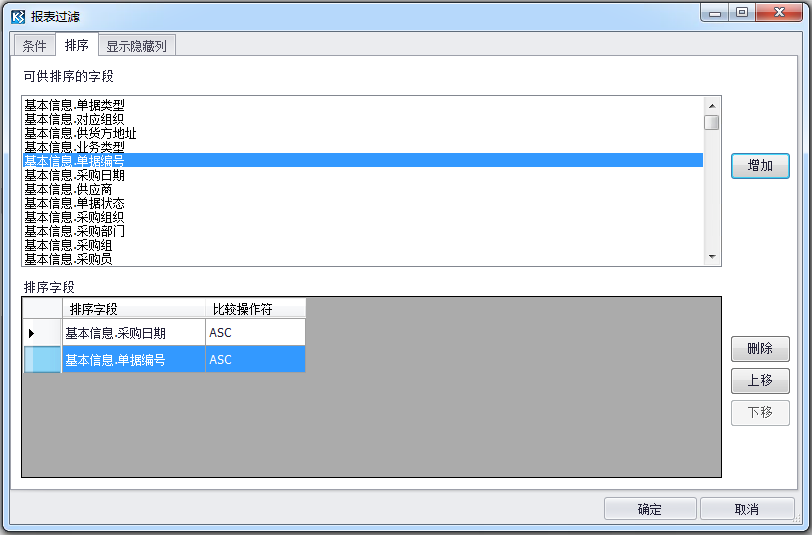 报表过滤
条件 排序 显示隐藏列
可供排序的字段
基本信息.单据类型
基本信息.对应组织
基本信息.供货方地址
基本信息.业务类型
基本信息.单据编号
基本信息.采购日期
基本信息.供应商
基本信息.单据状态
基本信息.采购组织
基本信息.采购部门
基本信息.采购组
基本信息.采购员
增加
排序字段
排序字段 比较操作符
基本信息.采购日期 ASC
基本信息.单据编号 ASC
删除
上移
下移
确定 取消